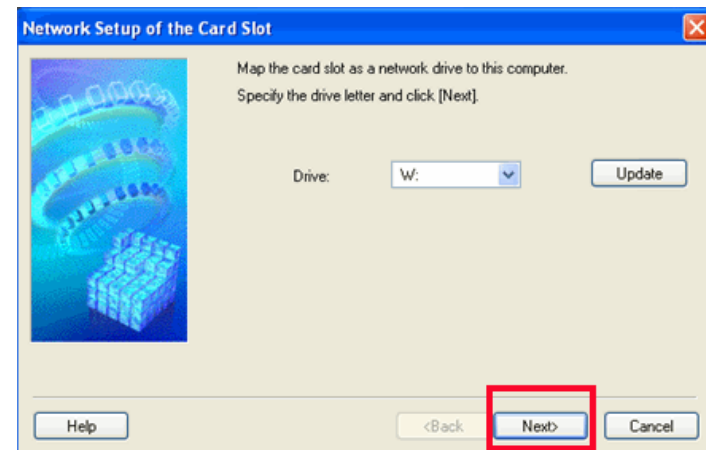 Network Setup of the Card Slot
Map the card slot as a network drive to this computer.
Specify the drive letter and click [Next].
Drive: W: Update
Help <Back Next> Cancel